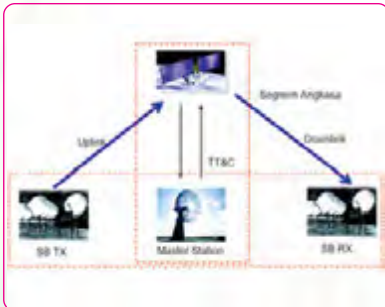 Segmen Angkasa
Uplink
Downlink
TT&C
SB TX
Master Station
SB RX